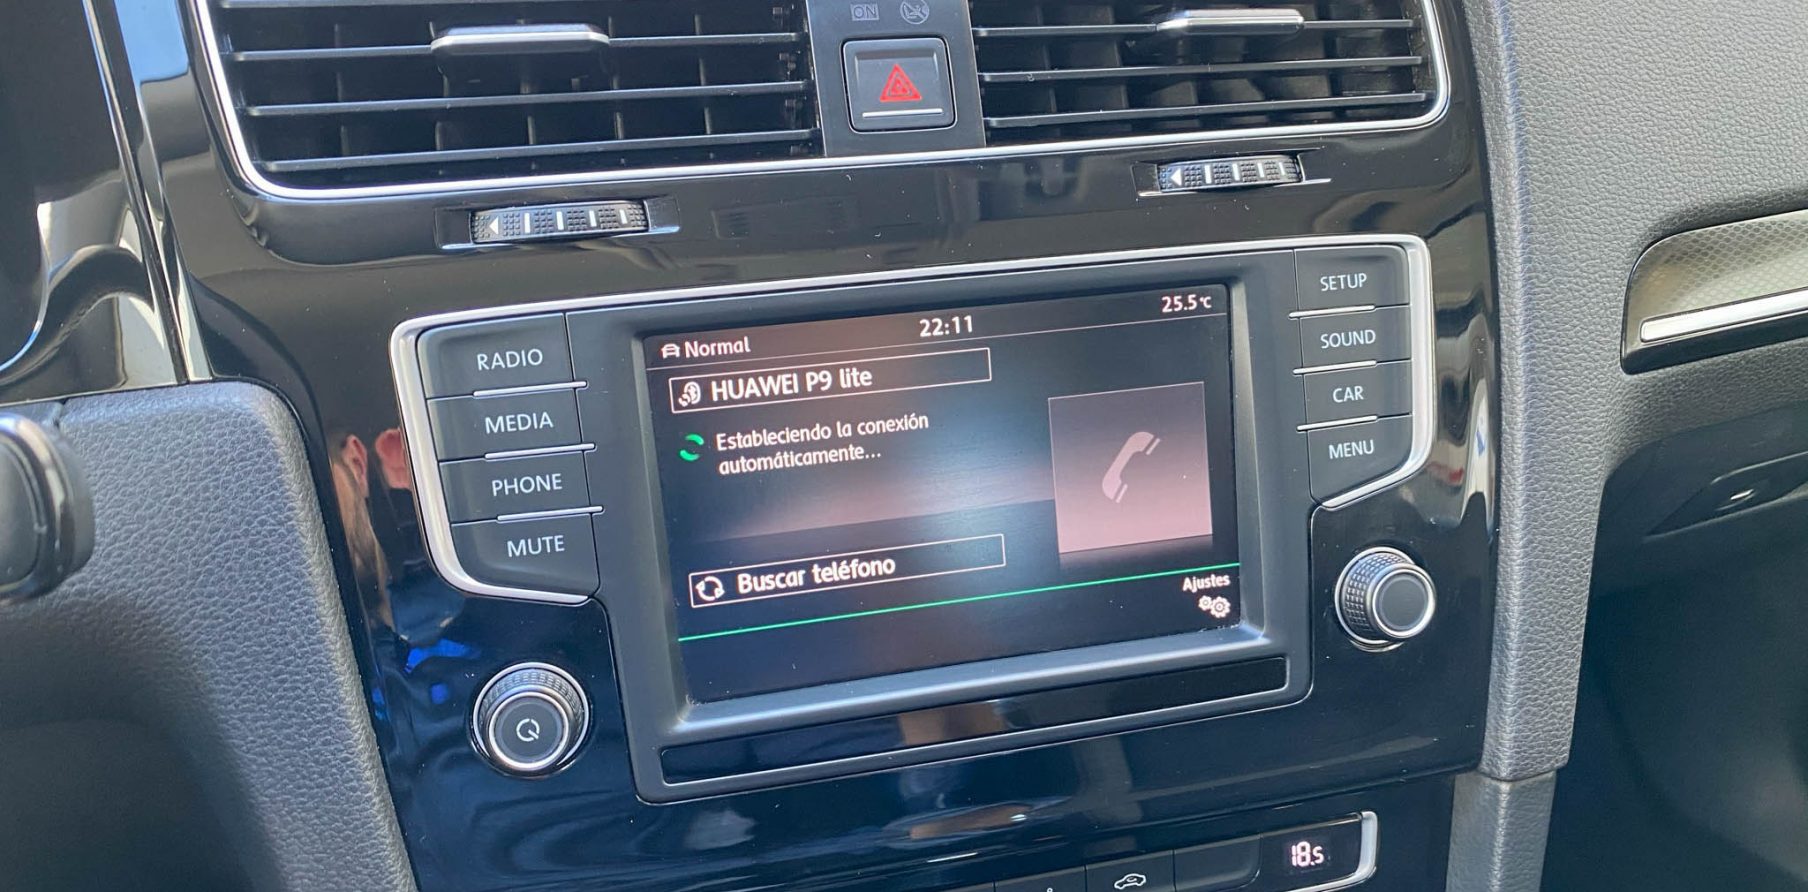 ON
SETUP
SOUND
CAR
MENU
RADIO
MEDIA
PHONE
MUTE
Normal
22:11
25.5°C
HUAWEI P9 lite
Estableciendo la conexión
automáticamente...
Buscar teléfono
Ajustes
18.5